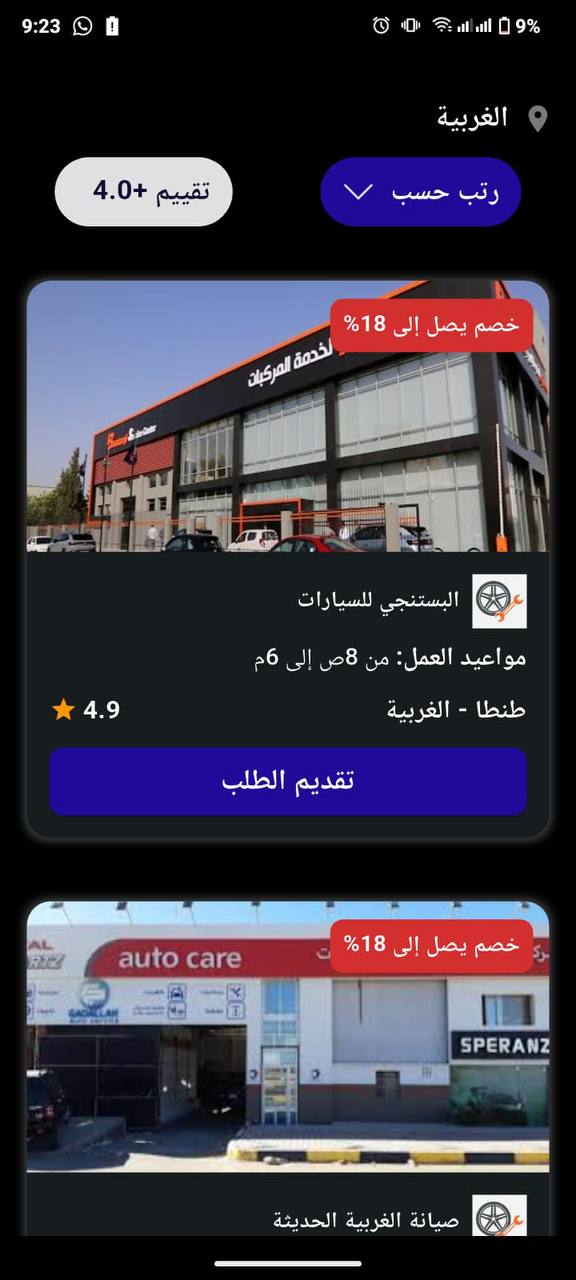 9:23
9%
الغربية
رتب حسب
تقييم +4.0
خصم يصل إلى 18%
لخدمة المركبات
البستنجي للسيارات
مواعيد العمل: من 8ص إلى 6م
طنطا - الغربية
4.9
تقديم الطلب
خصم يصل إلى 18%
auto care
GADALLAH
SPERANZ
صيانة الغربية الحديثة